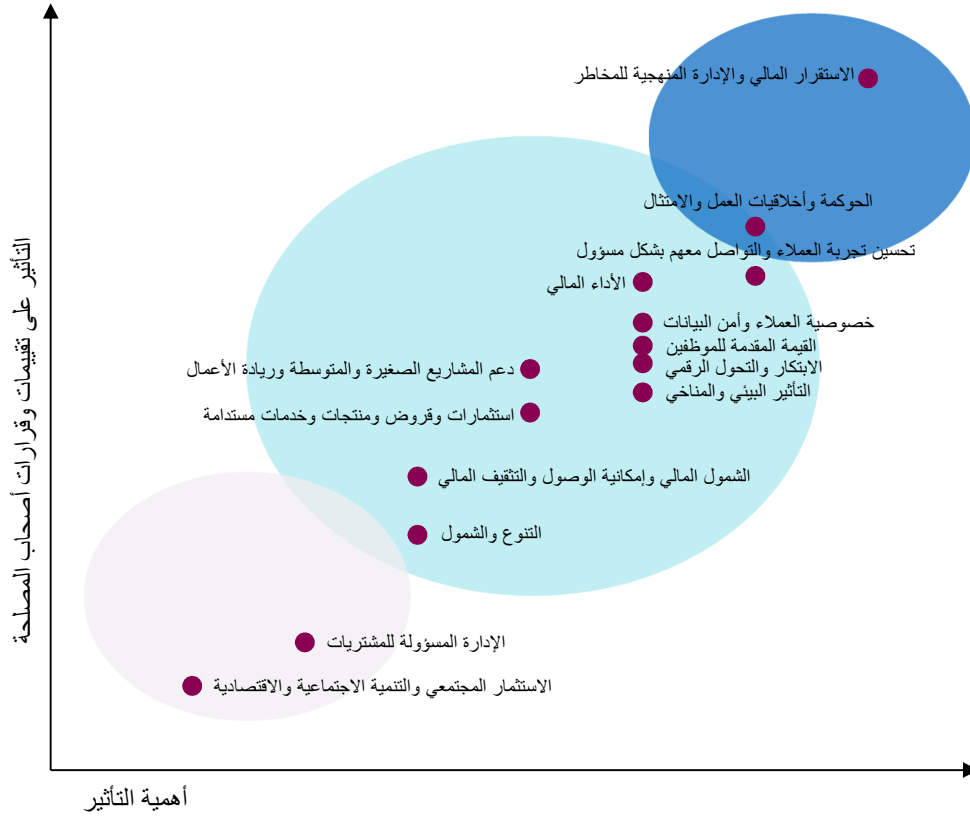 الاستقرار المالي والإدارة المنهجية للمخاطر
الحوكمة وأخلاقيات العمل والامتثال
تحسين تجربة العملاء والتواصل معهم بشكل مسؤول
الأداء المالي
خصوصية العملاء وأمن البيانات
القيمة المقدمة للموظفين
الابتكار والتحول الرقمي
دعم المشاريع الصغيرة والمتوسطة وريادة الأعمال
التأثير البيئي والمناخي
استثمارات وقروض ومنتجات وخدمات مستدامة
الشمول المالي وإمكانية الوصول والتثقيف المالي
التنوع والشمول
الإدارة المسؤولة للمشتريات
الاستثمار المجتمعي والتنمية الاجتماعية والاقتصادية
التأثير على تقييمات وقرارات أصحاب المصلحة
أهمية التأثير